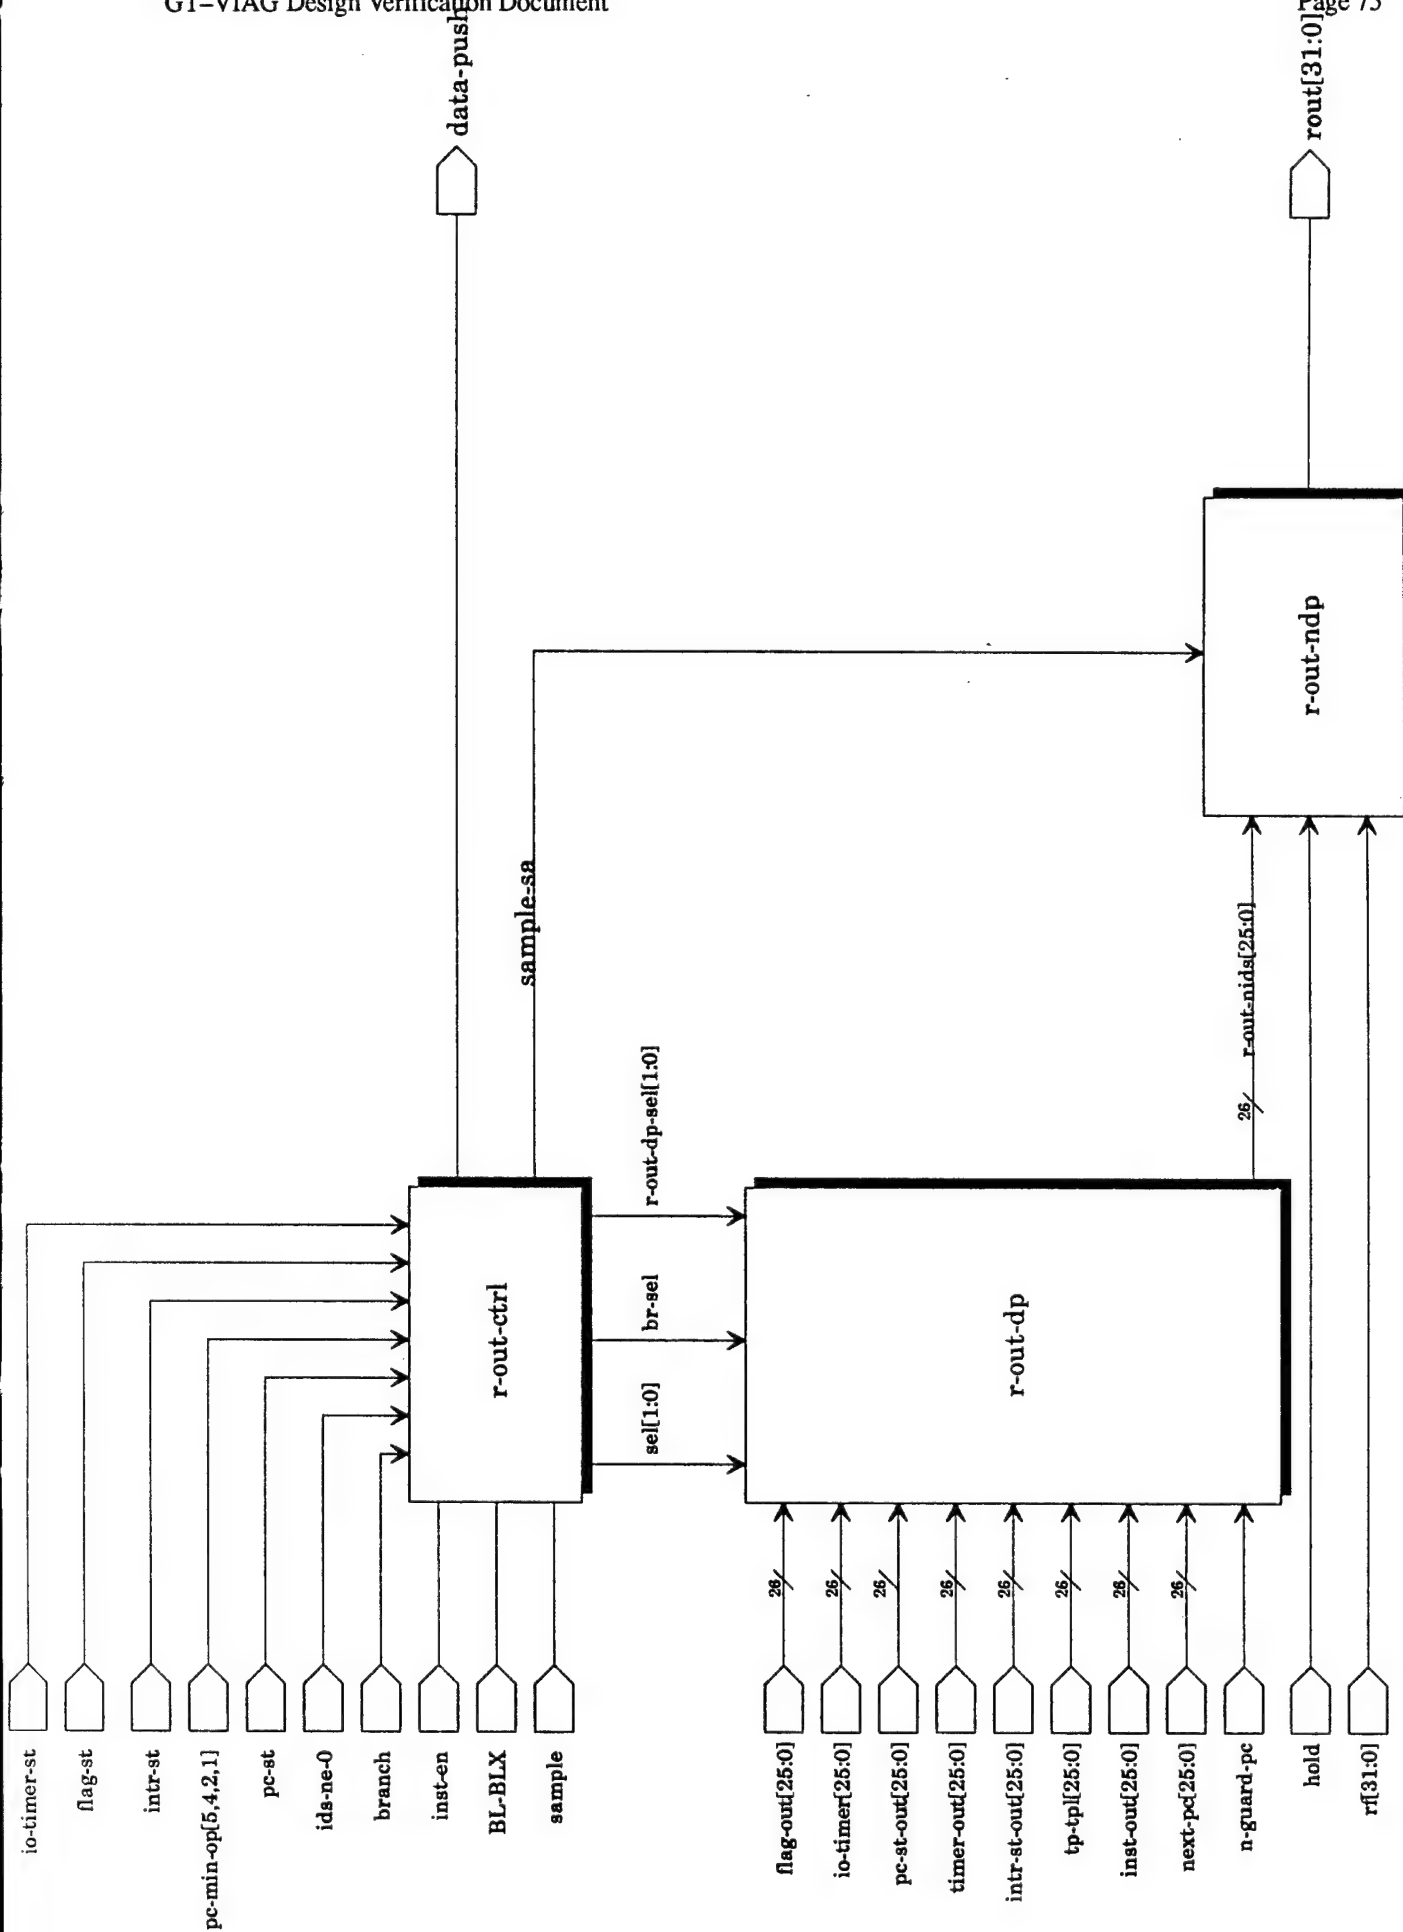 GT-VIAG Design Verification Document
Page 75
io-timer-st
flag-st
intr-st
pc-min-op[5,4,2,1]
pc-st
ids-ne-0
branch
inst-en
BL-BLX
sample
r-out-ctrl
data-push
sample-sa
sel[1:0]
br-sel
r-out-dp-sel[1:0]
flag-out[25:0]
26
io-timer[25:0]
26
pc-st-out[25:0]
26
timer-out[25:0]
26
intr-st-out[25:0]
26
tp-tpl[25:0]
26
inst-out[25:0]
26
next-pc[25:0]
26
n-guard-pc
hold
rf[31:0]
r-out-dp
26
r-out-nids[25:0]
r-out-ndp
rout[31:0]